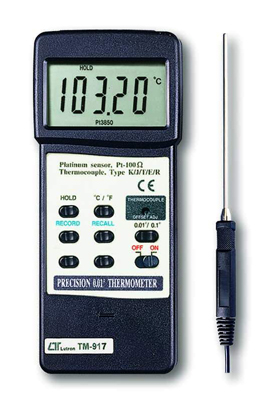 HOLD
103.20 °C
Pt3850
Platinum sensor, Pt-100Ω
Thermocouple, Type K/J/T/E/R
CE
HOLD °C / °F THERMOCOUPLE
OFFSET ADJ.
RECORD RECALL 0.01°/ 0.1°
OFF ON
PRECISION 0.01° THERMOMETER
Lutron TM-917